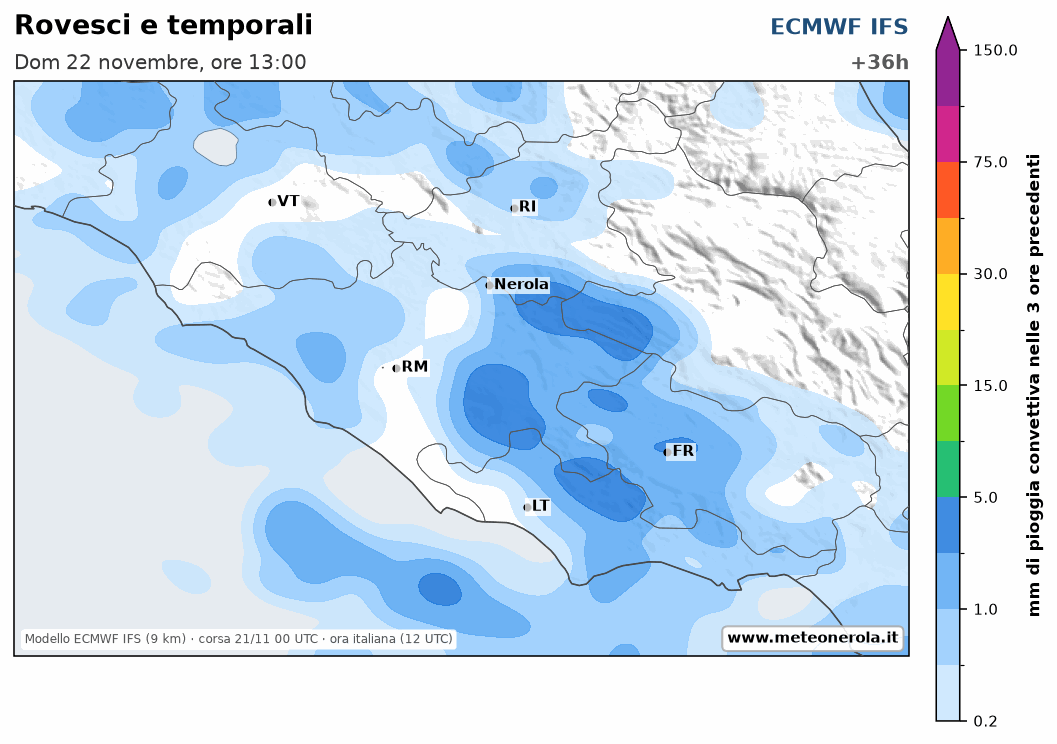 Rovesci e temporali
ECMWF IFS
Dom 22 novembre, ore 13:00
+36h
VT
RI
Nerola
RM
FR
LT
Modello ECMWF IFS (9 km) · corsa 21/11 00 UTC · ora italiana (12 UTC)
www.meteonerola.it
150.0
75.0
30.0
15.0
5.0
1.0
0.2
mm di pioggia convettiva nelle 3 ore precedenti